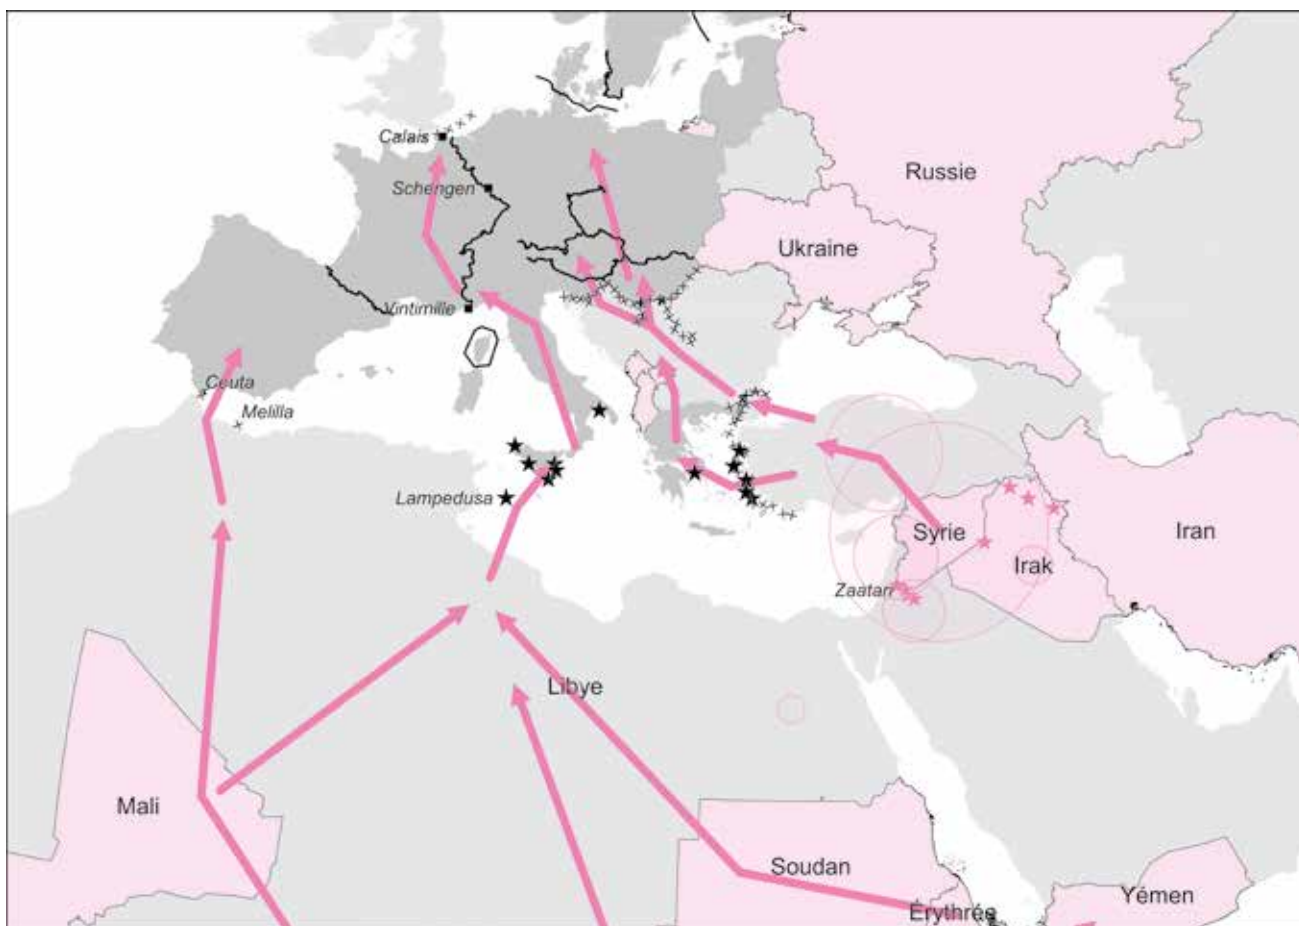 Calais
Russie
Schengen
Ukraine
Vintimille
Ceuta
Melilla
Lampedusa
Syrie
Iran
Irak
Zaatari
Libye
Mali
Soudan
Yémen
Érythrée